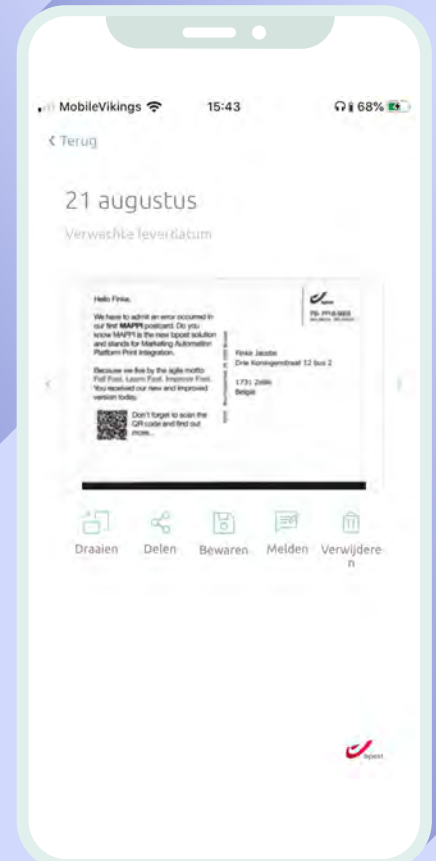 MobileVikings 15:43 68%
Terug
21 augustus
Verwachte leverdatum
Hello Finke,
We have to admit an error occurred in
our first MAPPI postcard. Do you
know MAPPI is the new bpost solution
and stands for Marketing Automation
Platform Print Integration.
Because we live by the agile motto
Fail Fast, Learn Fast, Improve Fast.
You received our new and improved
version today.
Don't forget to scan the
QR code and find out
more...
Finke Jacobs
Drie Koningenstraat 12 bus 2
1731 Zellik
België
Draaien Delen Bewaren Melden Verwijdere
n
bpost